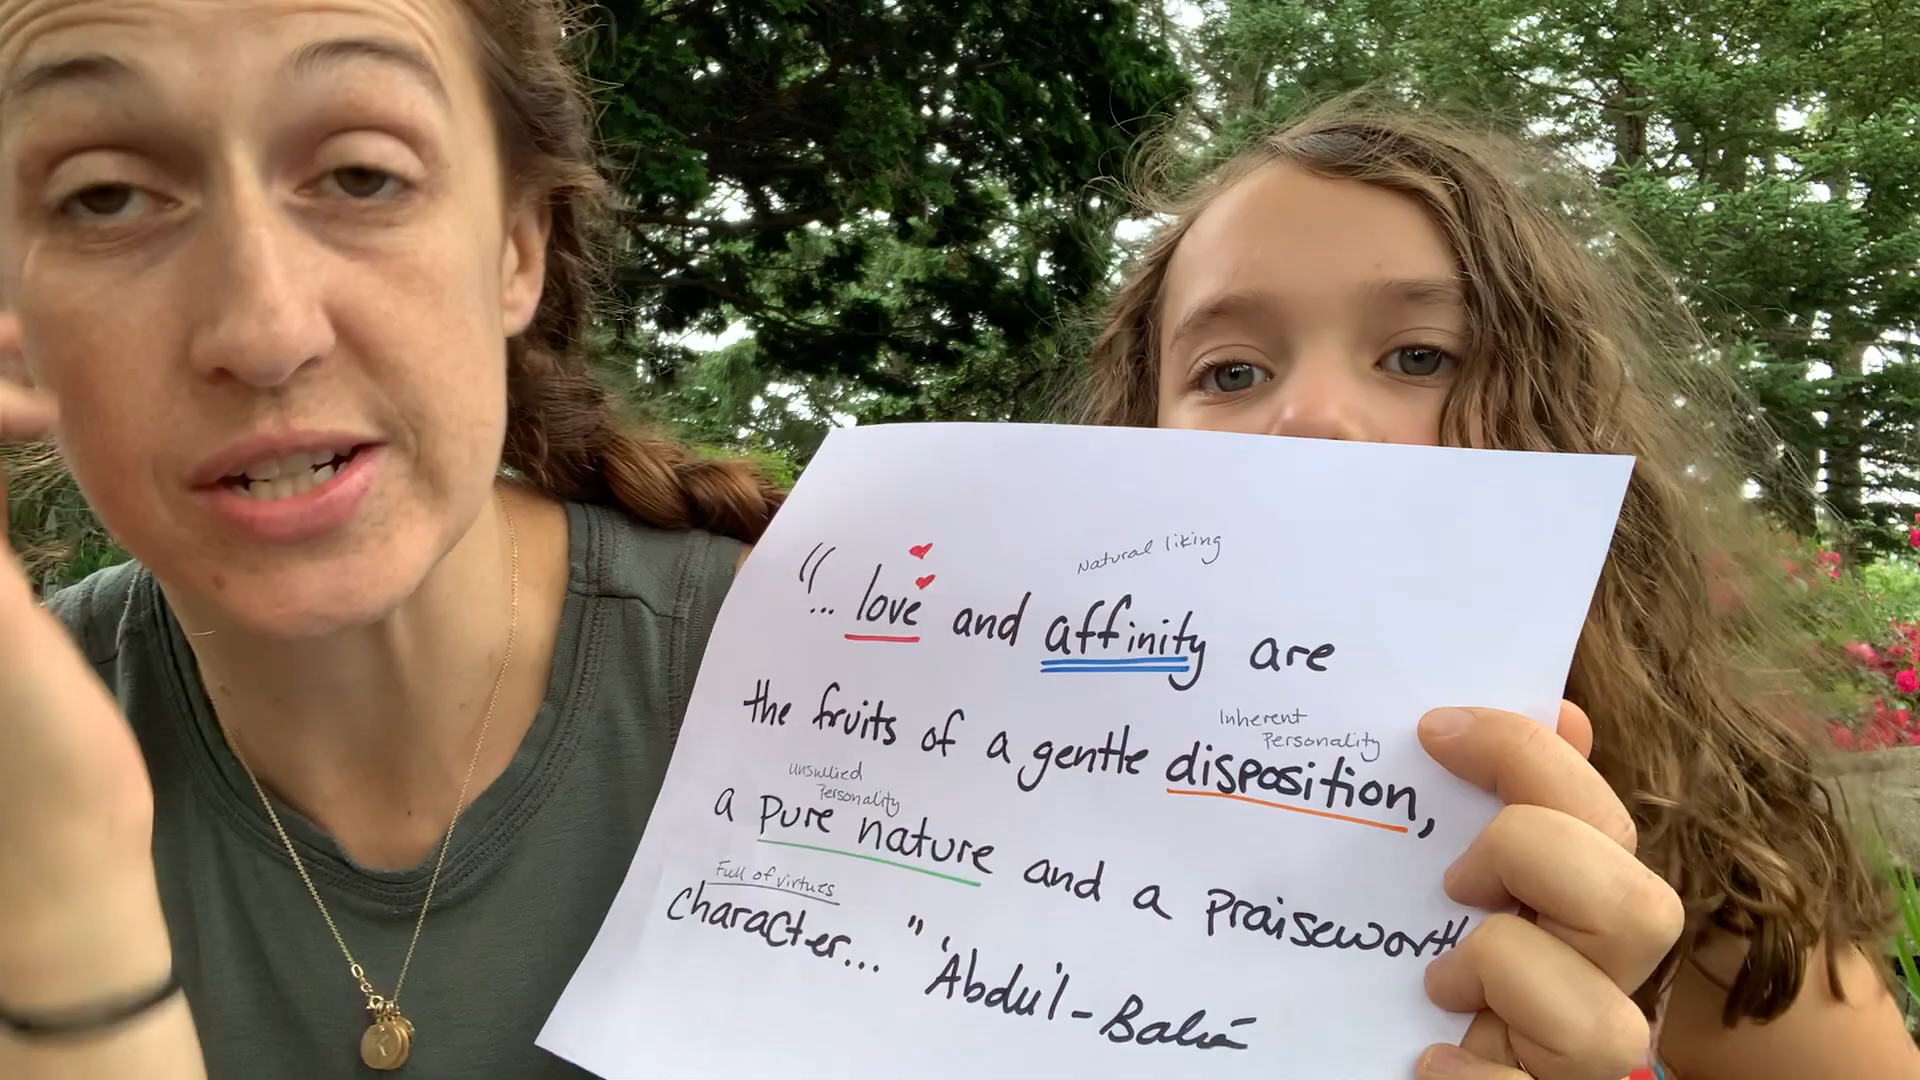 Natural liking
"... love and affinity are
Inherent
Personality
the fruits of a gentle disposition,
unsullied
Personality
a pure nature and a praiseworth
Full of virtues
character..." 'Abdu'l-Bahá